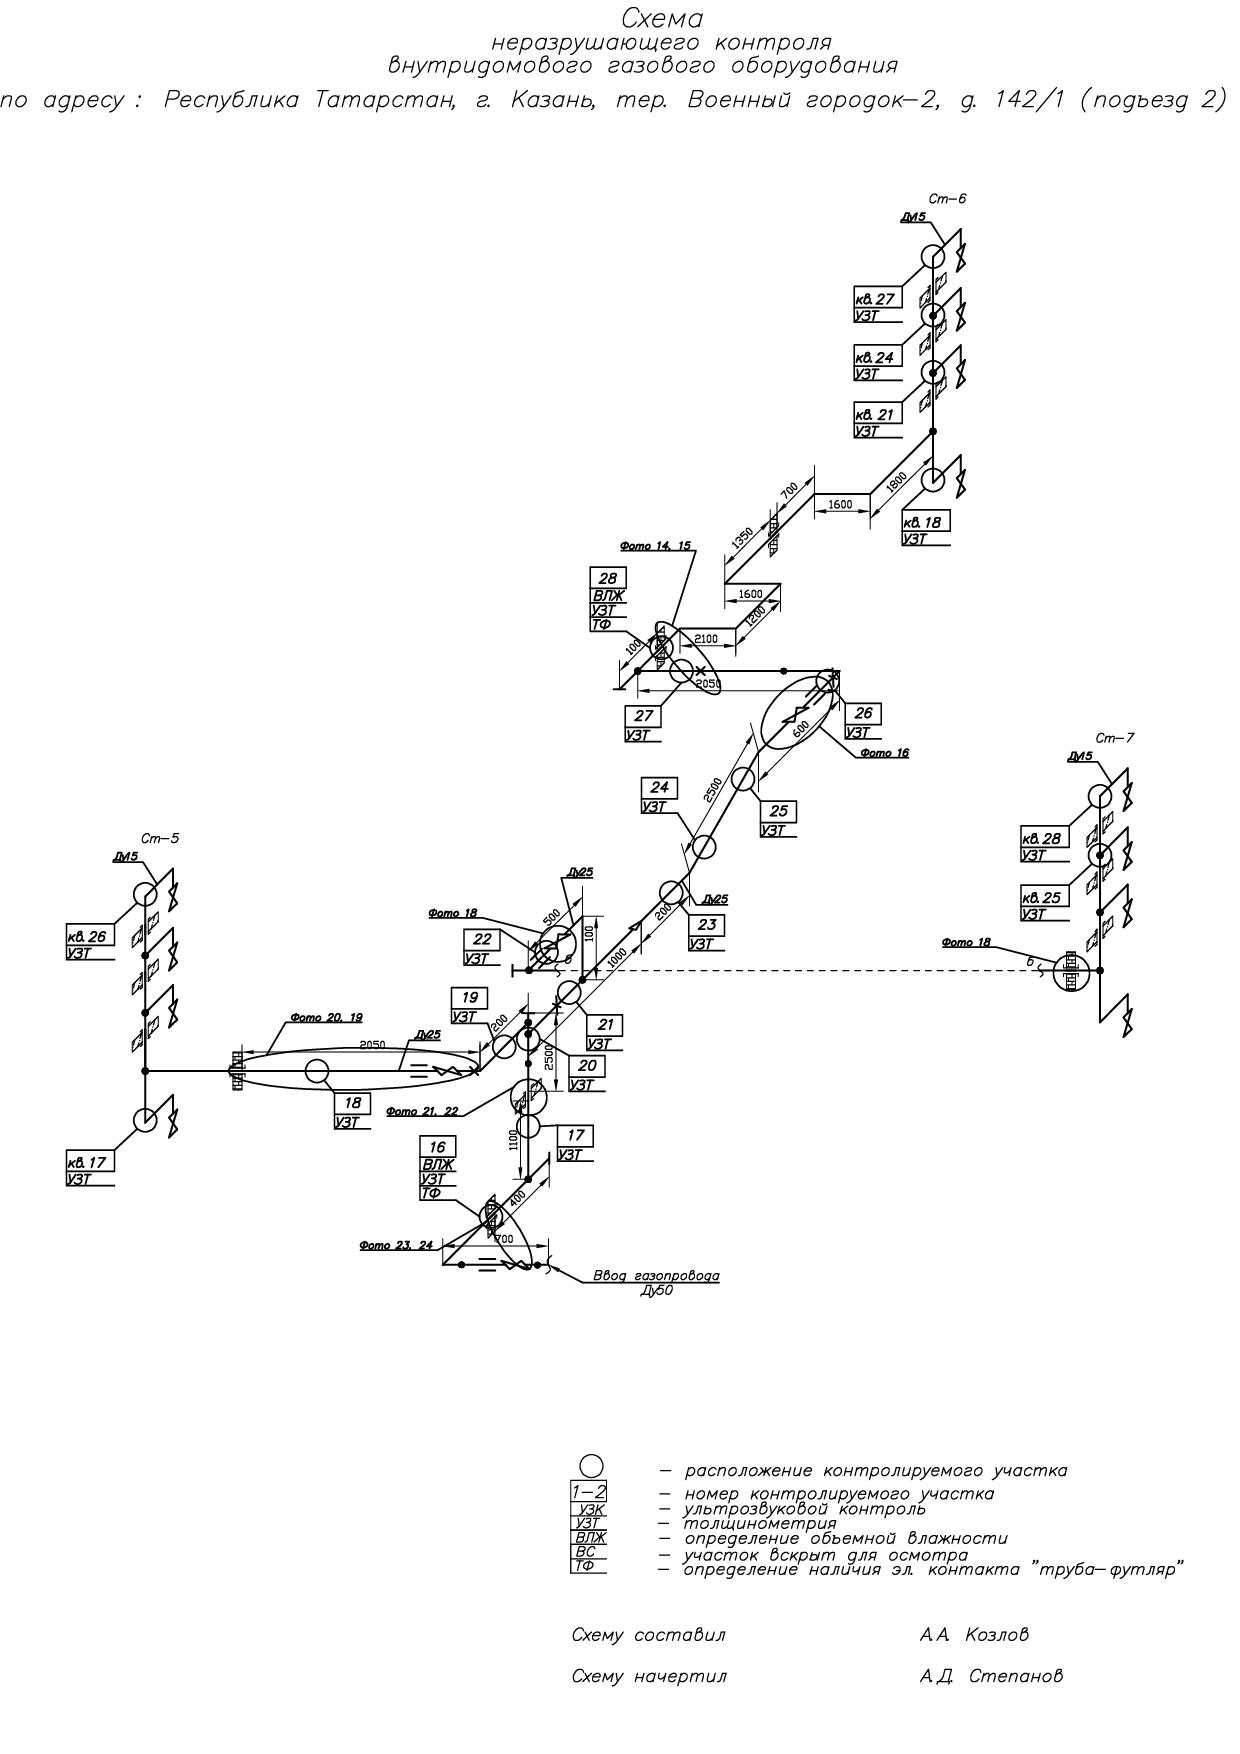 Схема
неразрушающего контроля
внутридомового газового оборудования
по адресу : Республика Татарстан, г. Казань, тер. Военный городок-2, д. 142/1 (подъезд 2)
Ст-6
Ду15
кв. 27
УЗТ
кв. 24
УЗТ
кв. 21
УЗТ
кв. 18
УЗТ
1800
1600
700
1350
1600
1200
2100
100
Фото 14, 15
28
ВЛЖ
УЗТ
ТФ
2050
27
УЗТ
26
УЗТ
600
Фото 16
2500
24
УЗТ
25
УЗТ
Ст-7
Ду15
кв. 28
УЗТ
кв. 25
УЗТ
Фото 18
б
Ст-5
Ду15
кв. 26
УЗТ
кв. 17
УЗТ
Ду25
500
Фото 18
22
УЗТ
б
100
1000
200
Ду25
23
УЗТ
21
УЗТ
19
УЗТ
200
20
УЗТ
2500
Фото 20, 19
2050
Ду25
18
УЗТ
Фото 21, 22
17
УЗТ
1100
16
ВЛЖ
УЗТ
ТФ
400
Фото 23, 24
700
Ввод газопровода
Ду50
- расположение контролируемого участка
1-2 - номер контролируемого участка
УЗК - ультрозвуковой контроль
УЗТ - толщинометрия
ВЛЖ - определение объемной влажности
ВС - участок вскрыт для осмотра
ТФ - определение наличия эл. контакта "труба-футляр"
Схему составил А.А. Козлов
Схему начертил А.Д. Степанов